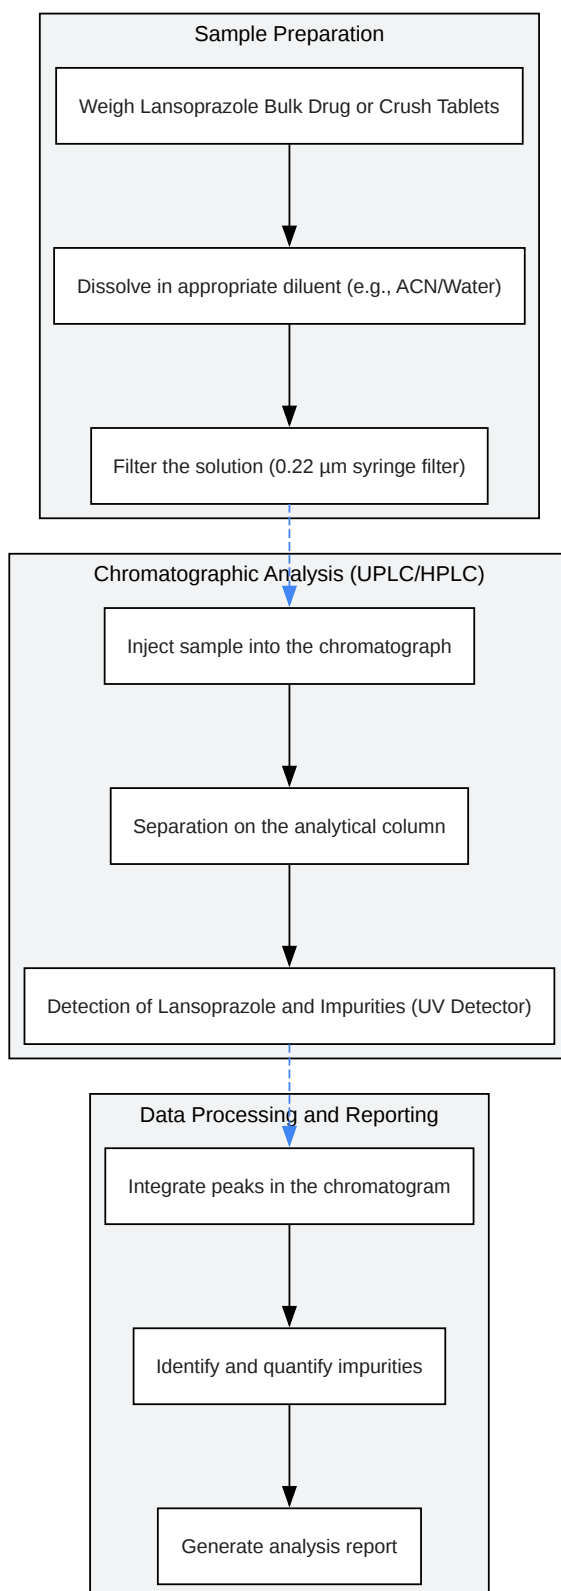 Sample Preparation
Weigh Lansoprazole Bulk Drug or Crush Tablets
Dissolve in appropriate diluent (e.g., ACN/Water)
Filter the solution (0.22 µm syringe filter)
Chromatographic Analysis (UPLC/HPLC)
Inject sample into the chromatograph
Separation on the analytical column
Detection of Lansoprazole and Impurities (UV Detector)
Data Processing and Reporting
Integrate peaks in the chromatogram
Identify and quantify impurities
Generate analysis report